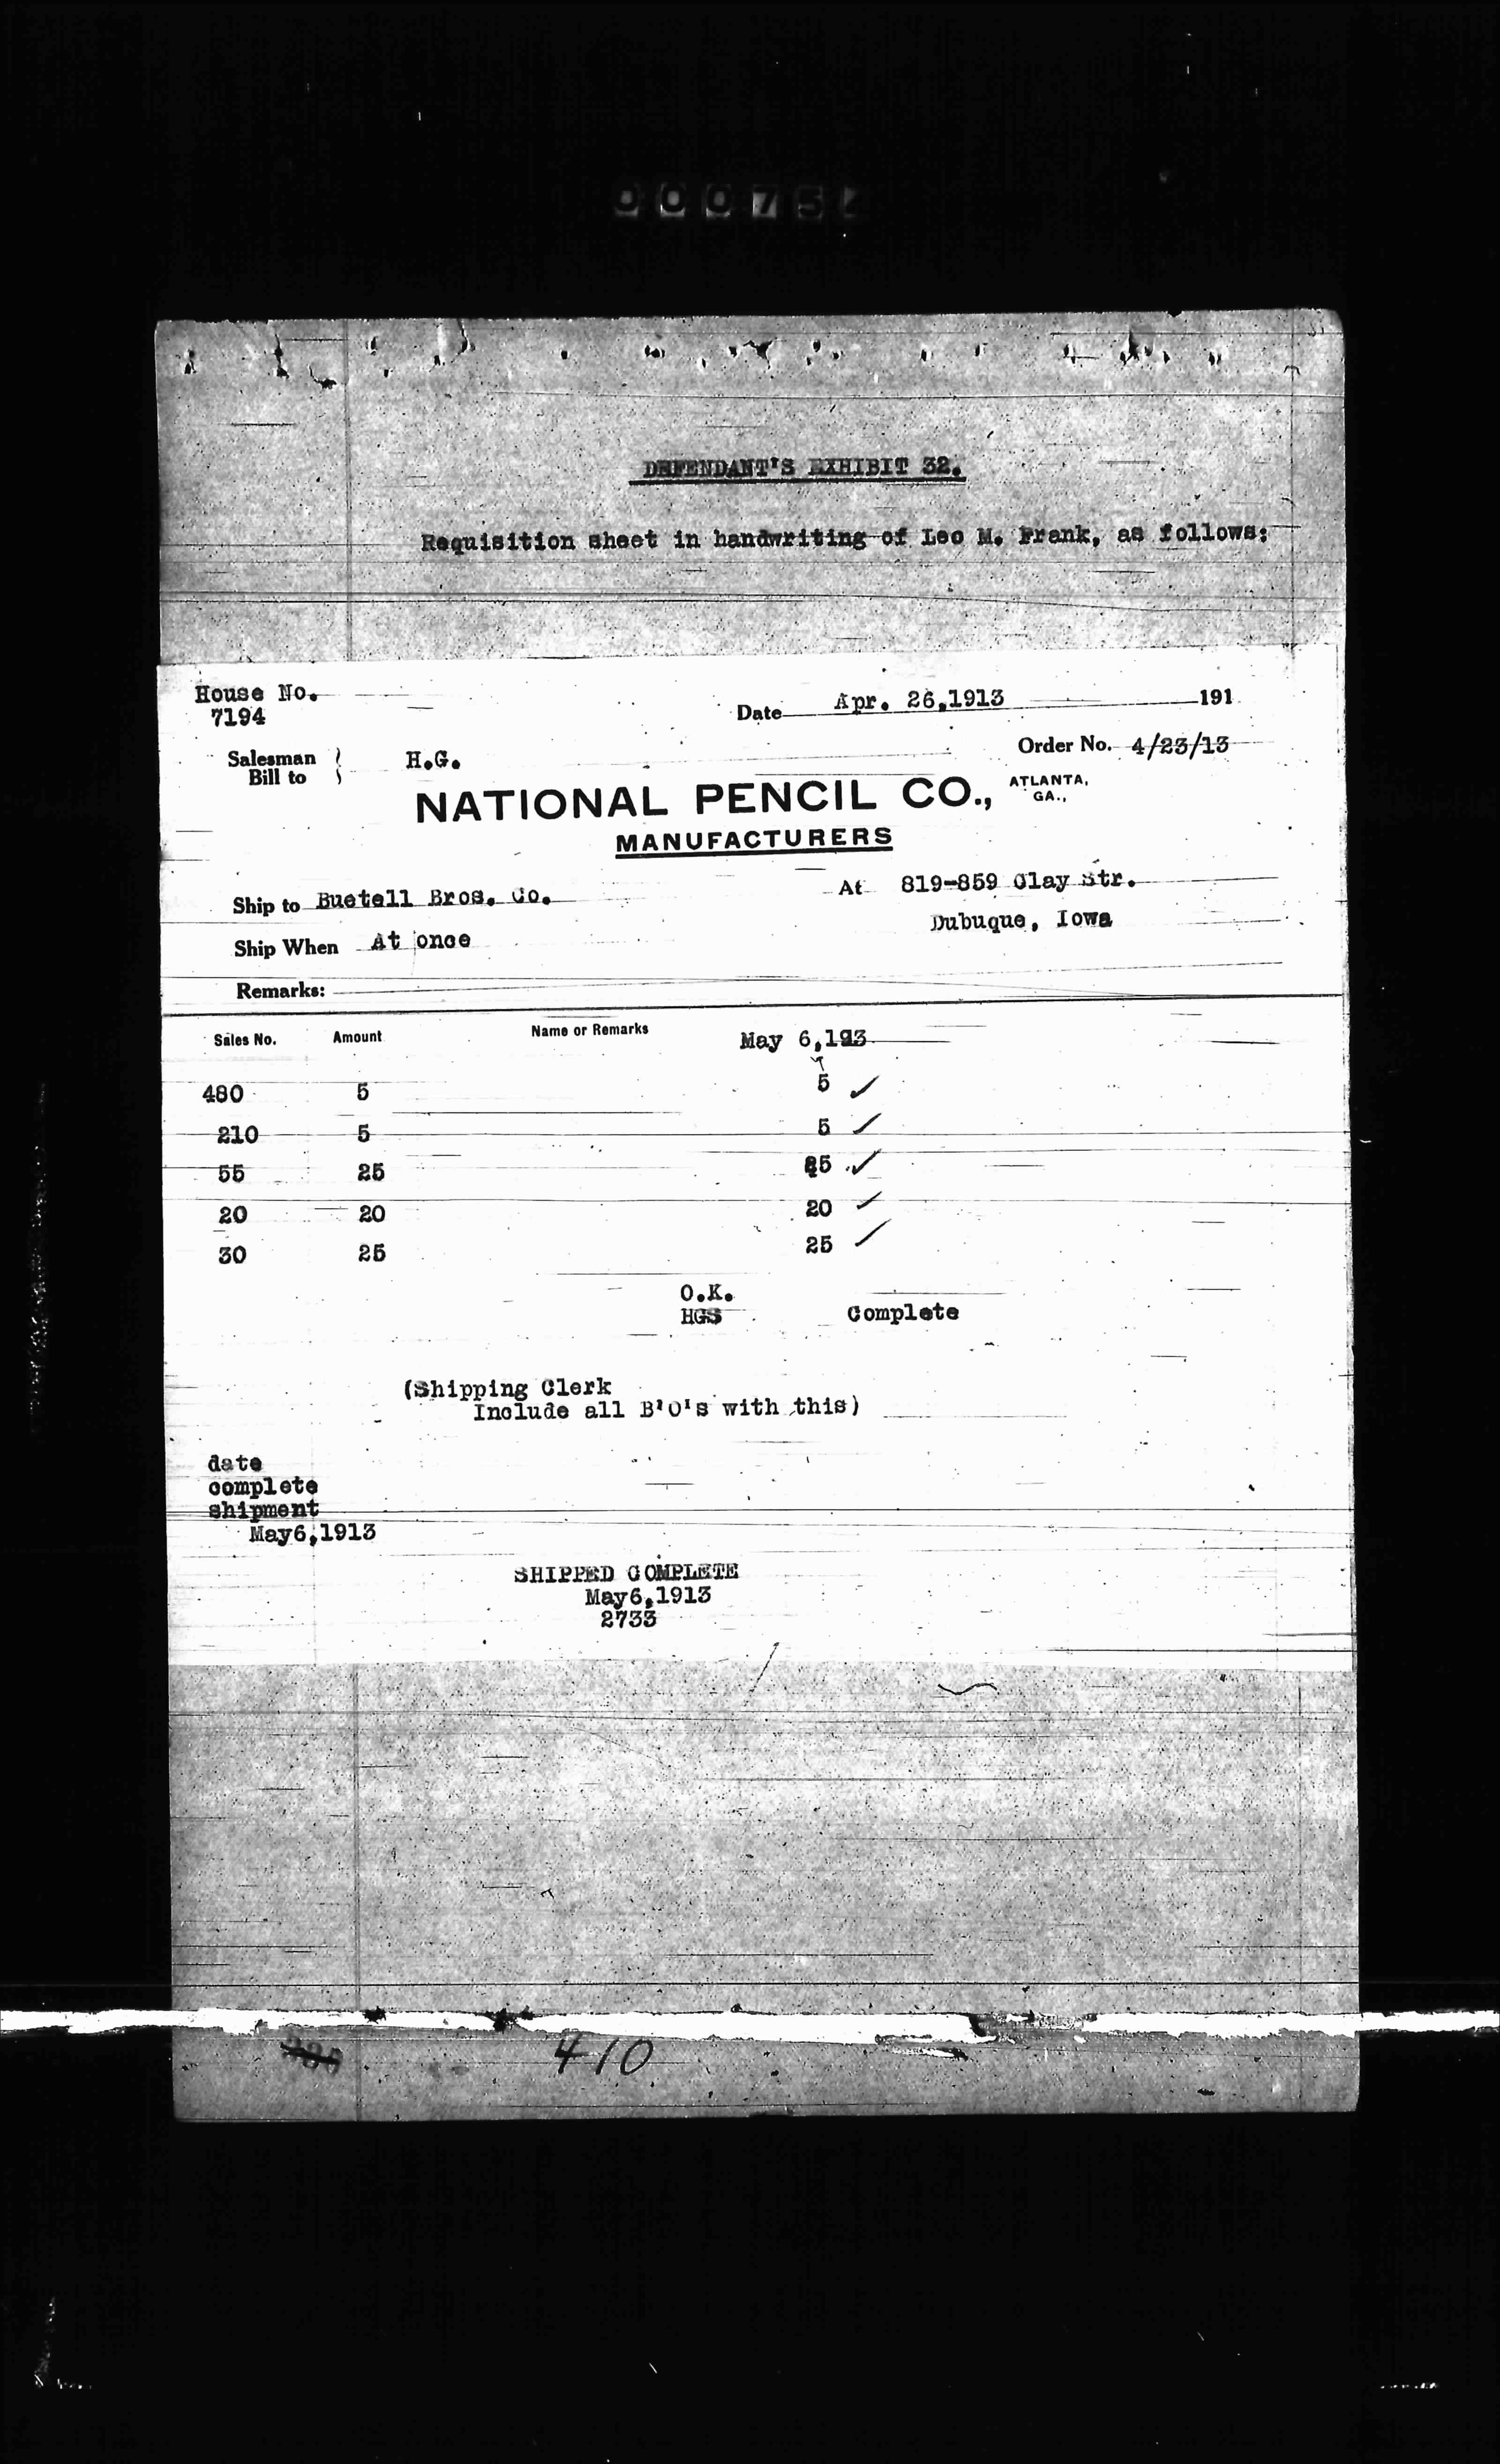 DEFENDANT'S EXHIBIT 32.
Requisition sheet in handwriting of Leo M. Frank, as follows:
House No.
7194
Date Apr. 26,1913 191
Salesman H.G.
Bill to
Order No. 4/23/13
NATIONAL PENCIL CO., ATLANTA, GA.,
MANUFACTURERS
Ship to Buetell Bros. Co. At 819-859 Clay Str.
Dubuque, Iowa
Ship When At once
Remarks:
Sales No. Amount Name or Remarks May 6,193
480 5 5 ✓
210 5 5 ✓
55 25 25 ✓
20 20 20 ✓
30 25 25 ✓
O.K.
HGS Complete
(Shipping Clerk
Include all B'O's with this)
date
complete
shipment
May6,1913
SHIPPED COMPLETE
May6,1913
2733
410